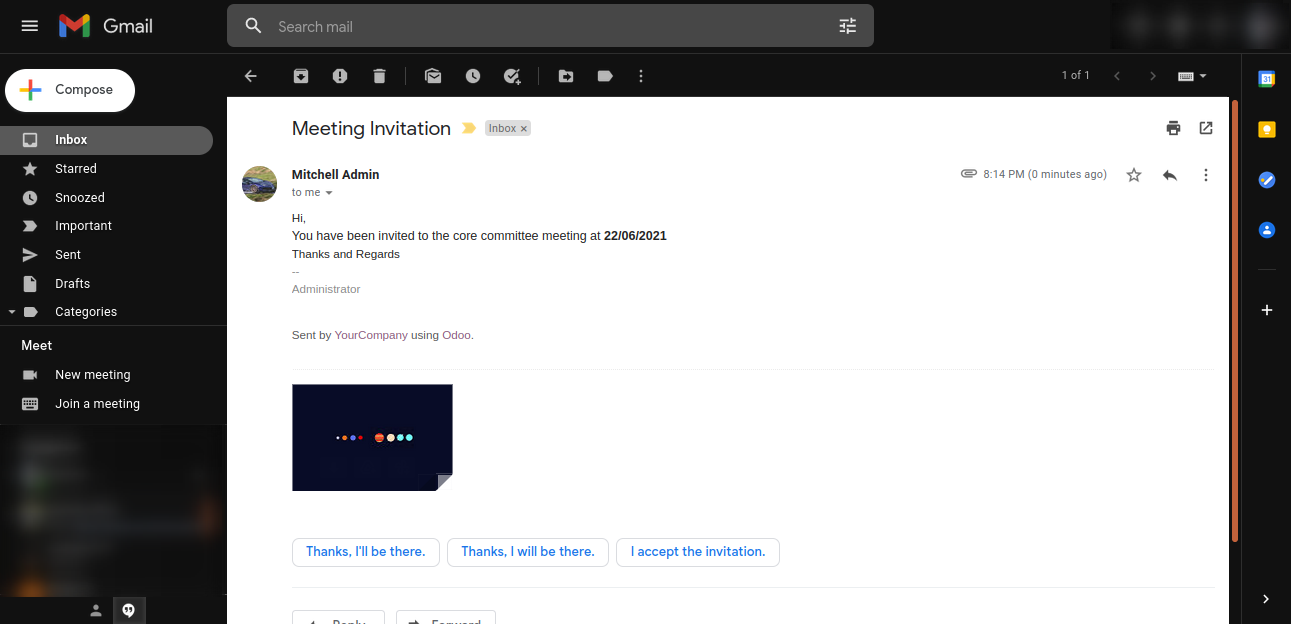 Gmail
Search mail
Compose
1 of 1
31
Inbox
Starred
Snoozed
Important
Sent
Drafts
Categories
Meet
New meeting
Join a meeting
Meeting Invitation
Inbox ×
Mitchell Admin
8:14 PM (0 minutes ago)
to me
Hi,
You have been invited to the core committee meeting at 22/06/2021
Thanks and Regards
--
Administrator
Sent by YourCompany using Odoo.
Thanks, I'll be there.
Thanks, I will be there.
I accept the invitation.
Reply
Forward